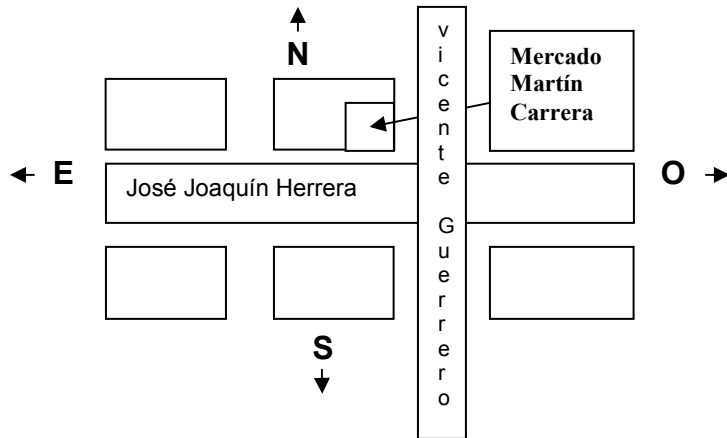 N
Mercado
Martín
Carrera
E
José Joaquín Herrera
O
S
vicente Guerrero